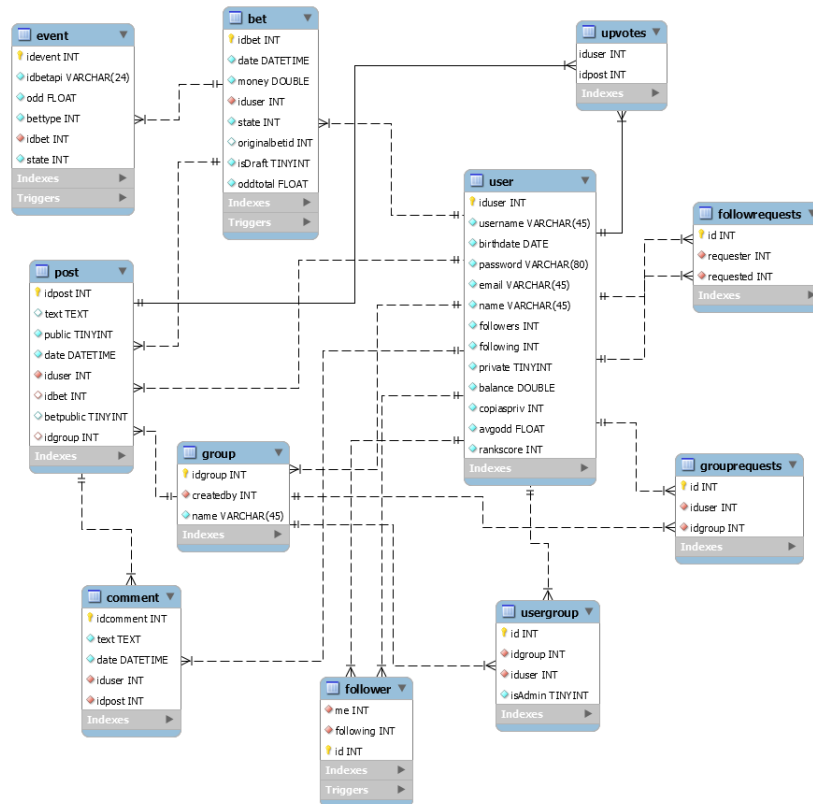 event
idevent INT
idbetapi VARCHAR(24)
odd FLOAT
bettype INT
idbet INT
state INT
Indexes
Triggers
bet
idbet INT
date DATETIME
money DOUBLE
iduser INT
state INT
originalbetid INT
isDraft TINYINT
oddtotal FLOAT
Indexes
Triggers
upvotes
iduser INT
idpost INT
Indexes
user
iduser INT
username VARCHAR(45)
birthdate DATE
password VARCHAR(80)
email VARCHAR(45)
name VARCHAR(45)
followers INT
following INT
private TINYINT
balance DOUBLE
copiaspriv INT
avgodd FLOAT
rankscore INT
Indexes
followrequests
id INT
requester INT
requested INT
Indexes
post
idpost INT
text TEXT
public TINYINT
date DATETIME
iduser INT
idbet INT
betpublic TINYINT
idgroup INT
Indexes
group
idgroup INT
createdby INT
name VARCHAR(45)
Indexes
grouprequests
id INT
iduser INT
idgroup INT
Indexes
comment
idcomment INT
text TEXT
date DATETIME
iduser INT
idpost INT
Indexes
usergroup
id INT
idgroup INT
iduser INT
isAdmin TINYINT
Indexes
follower
me INT
following INT
id INT
Indexes
Triggers